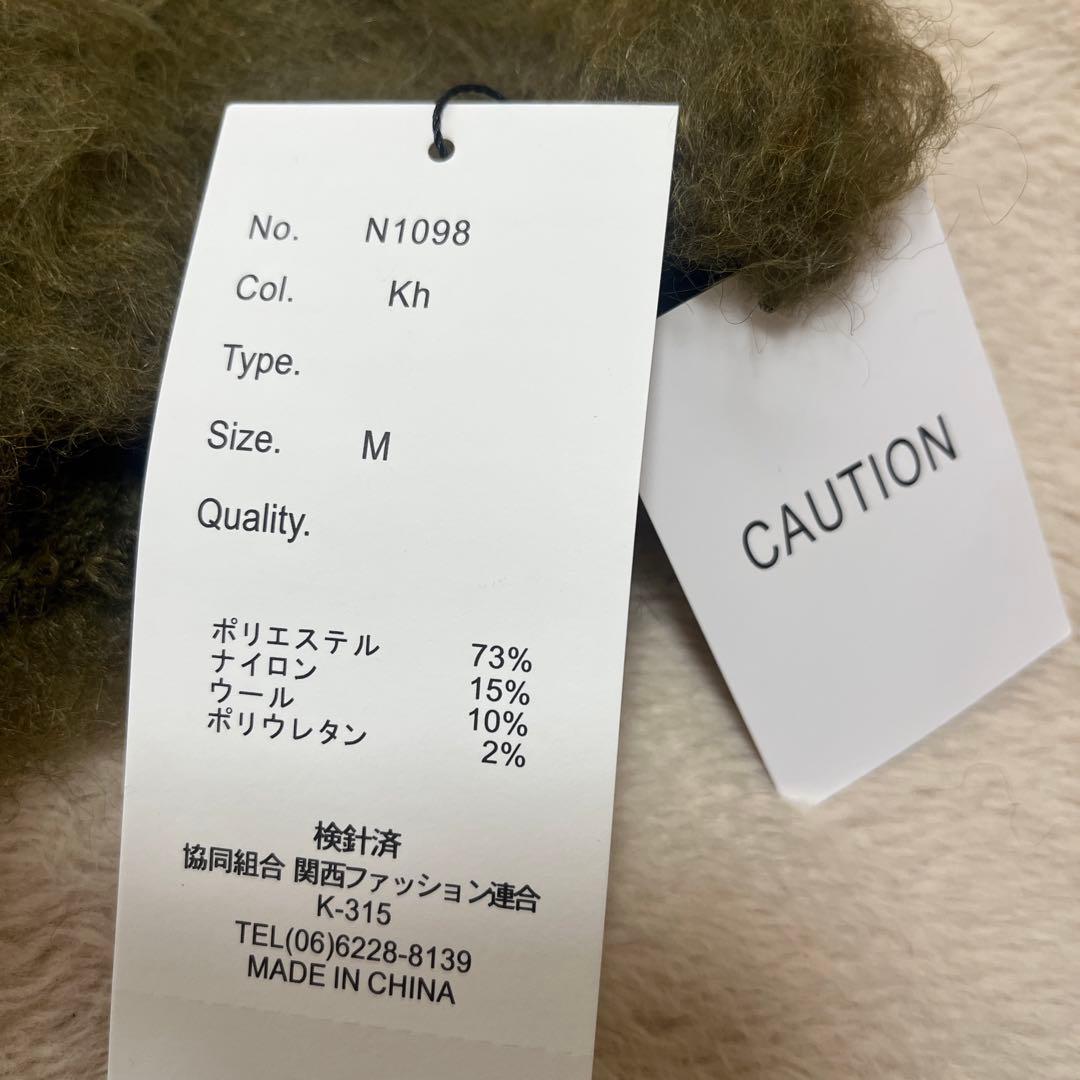 No. N1098
Col. Kh
Type.
Size. M
Quality.
ポリエステル 73%
ナイロン 15%
ウール 10%
ポリウレタン 2%
検針済
協同組合 関西ファッション連合
K-315
TEL(06)6228-8139
MADE IN CHINA
CAUTION